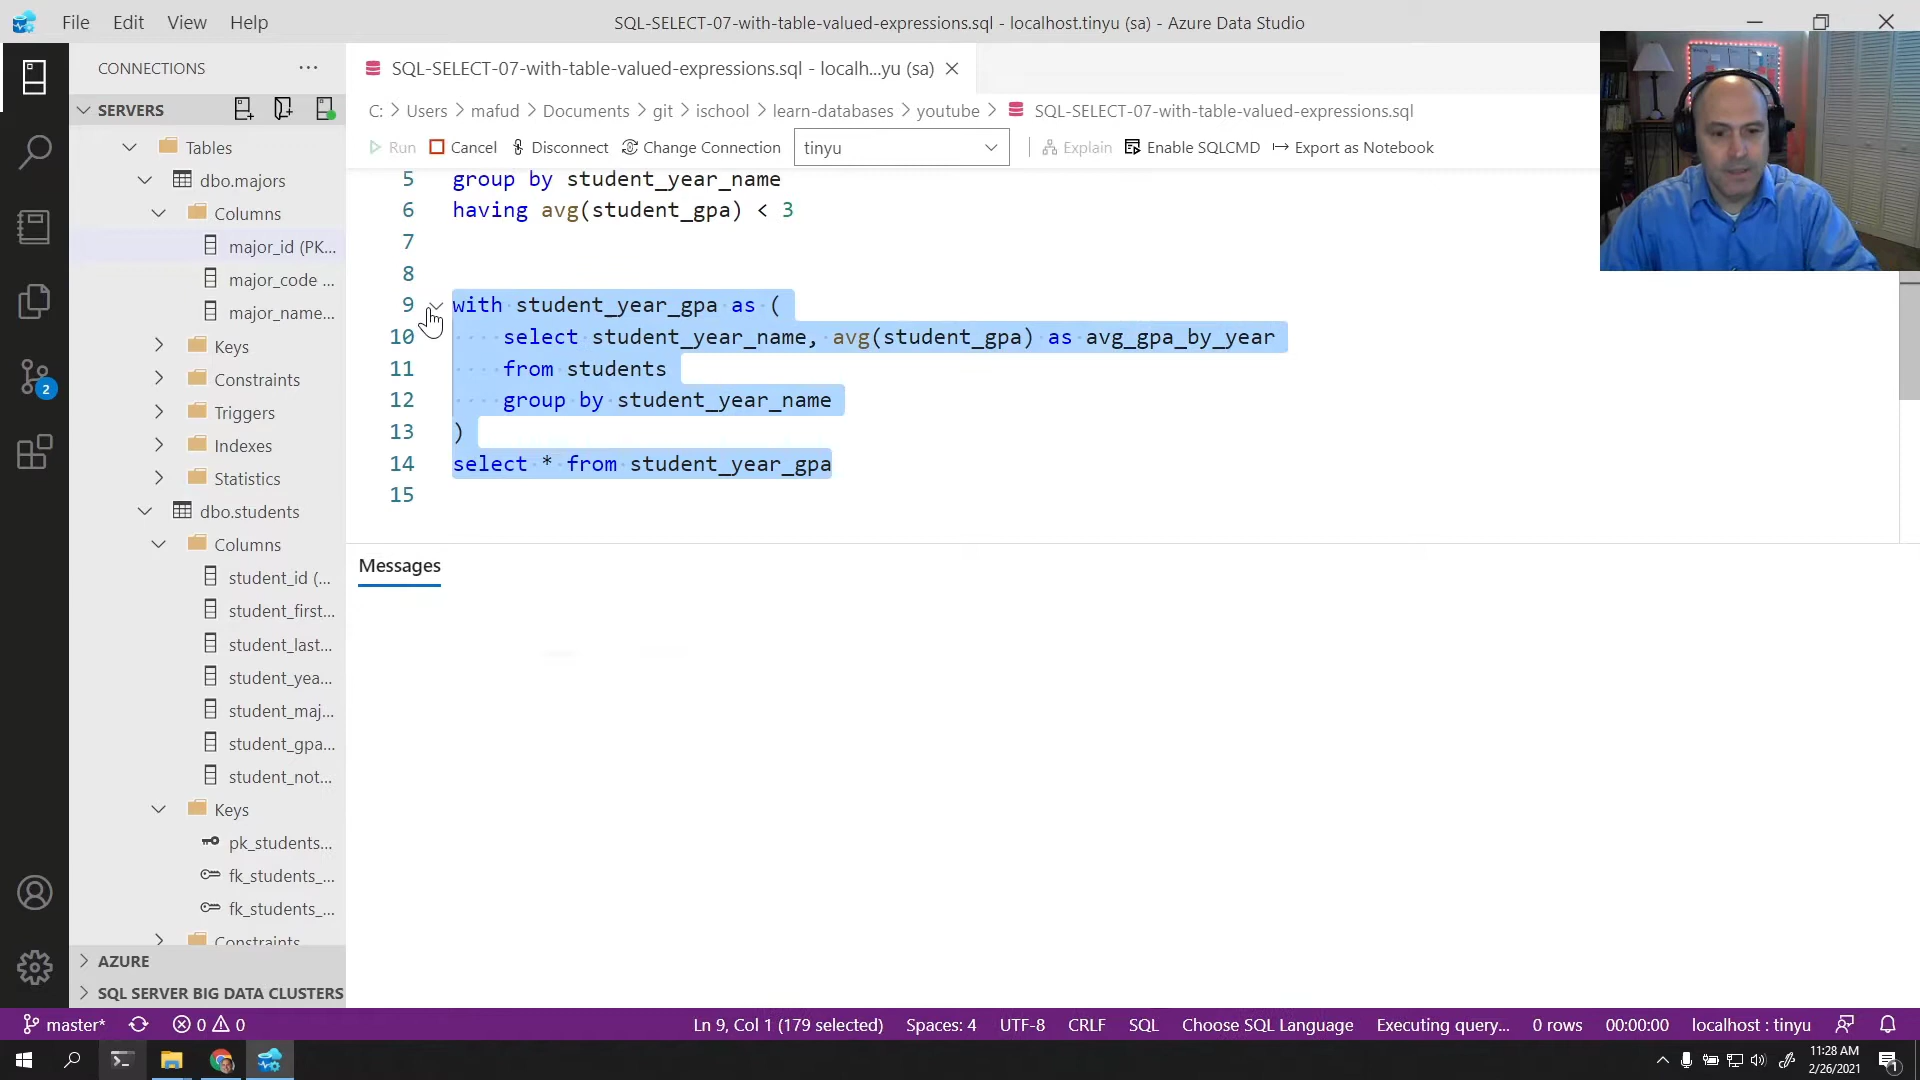 File Edit View Help
SQL-SELECT-07-with-table-valued-expressions.sql - localhost.tinyu (sa) - Azure Data Studio
CONNECTIONS ...
SQL-SELECT-07-with-table-valued-expressions.sql - localh...yu (sa)
SERVERS
C: > Users > mafud > Documents > git > ischool > learn-databases > youtube > SQL-SELECT-07-with-table-valued-expressions.sql
Run Cancel Disconnect Change Connection tinyu Explain Enable SQLCMD Export as Notebook
Tables
dbo.majors
Columns
major_id (PK...
major_code ...
major_name...
Keys
Constraints
Triggers
Indexes
Statistics
dbo.students
Columns
student_id (...
student_first...
student_last...
student_yea...
student_maj...
student_gpa...
student_not...
Keys
pk_students...
fk_students_...
fk_students_...
Constraints
AZURE
SQL SERVER BIG DATA CLUSTERS
5 group by student_year_name
6 having avg(student_gpa) < 3
7
8
9 with student_year_gpa as (
10 select student_year_name, avg(student_gpa) as avg_gpa_by_year
11 from students
12 group by student_year_name
13 )
14 select * from student_year_gpa
15
Messages
2
master* 0 0 Ln 9, Col 1 (179 selected) Spaces: 4 UTF-8 CRLF SQL Choose SQL Language Executing query... 0 rows 00:00:00 localhost : tinyu
11:28 AM
2/26/2021
1